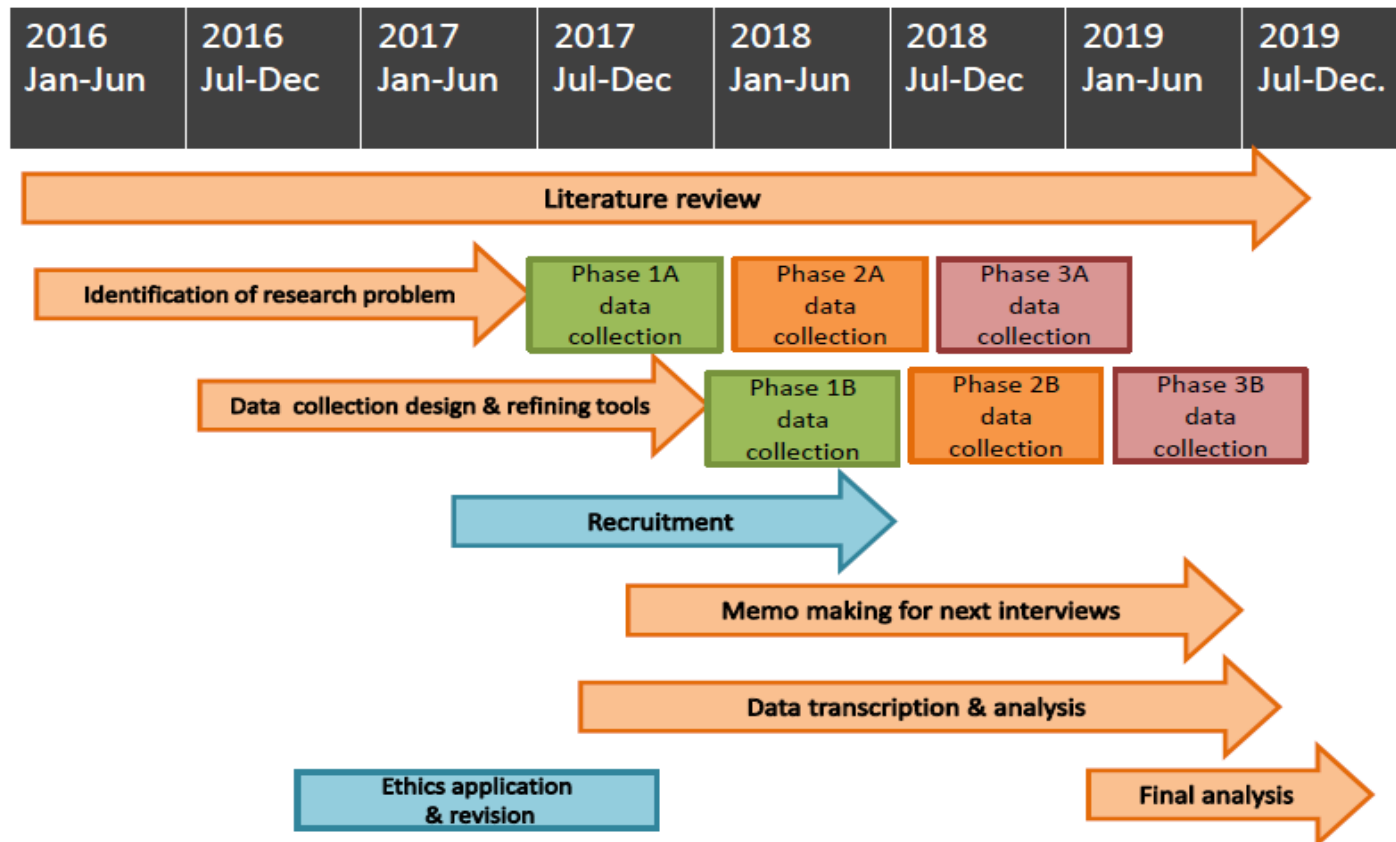 2016
Jan-Jun
2016
Jul-Dec
2017
Jan-Jun
2017
Jul-Dec
2018
Jan-Jun
2018
Jul-Dec
2019
Jan-Jun
2019
Jul-Dec.
Literature review
Identification of research problem
Phase 1A
data
collection
Phase 2A
data
collection
Phase 3A
data
collection
Data collection design & refining tools
Phase 1B
data
collection
Phase 2B
data
collection
Phase 3B
data
collection
Recruitment
Memo making for next interviews
Data transcription & analysis
Ethics application
& revision
Final analysis